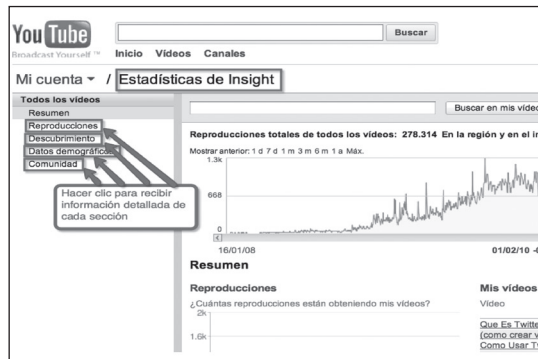 You Tube
Broadcast Yourself ™
Buscar
Inicio Vídeos Canales
Mi cuenta / Estadísticas de Insight
Todos los vídeos
Resumen
Reproducciones
Descubrimiento
Datos demográficos
Comunidad
Hacer clic para recibir
información detallada de
cada sección
Buscar en mis víde
Reproducciones totales de todos los vídeos: 278.314 En la región y en el in
Mostrar anterior: 1 d 7 d 1 m 3 m 6 m 1 a Máx.
1.3k
668
0
16/01/08
01/02/10
Resumen
Reproducciones
¿Cuántas reproducciones están obteniendo mis vídeos?
2k
1.6k
Mis vídeos
Vídeo
Que Es Twitte
(como crear v
Como Usar Tw